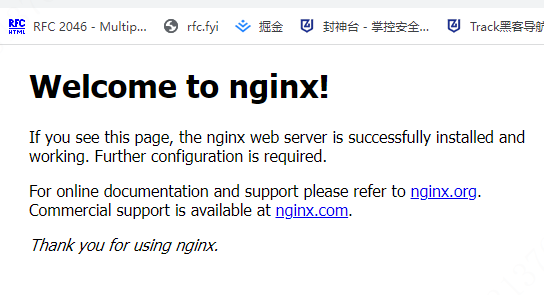 RFC HTML RFC 2046 - Multip... rfc.fyi 掘金 封神台 - 掌控安全... Track黑客导航
Welcome to nginx!
If you see this page, the nginx web server is successfully installed and
working. Further configuration is required.
For online documentation and support please refer to nginx.org.
Commercial support is available at nginx.com.
Thank you for using nginx.